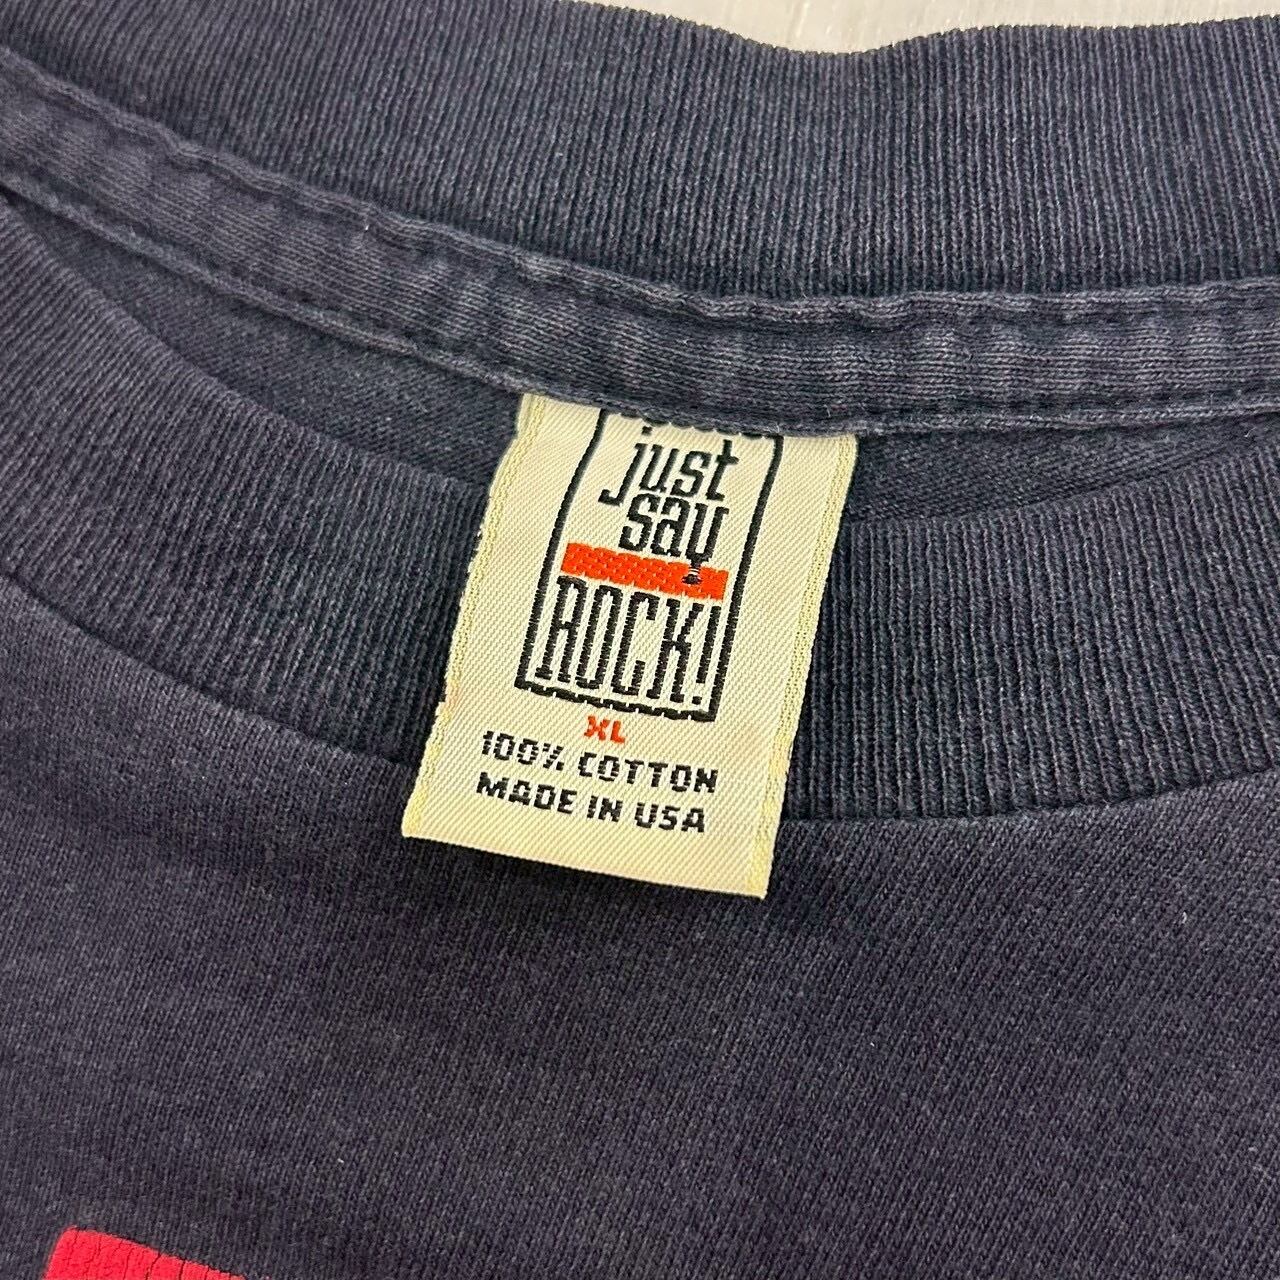 just
say
ROCK!
XL
100% COTTON
MADE IN USA